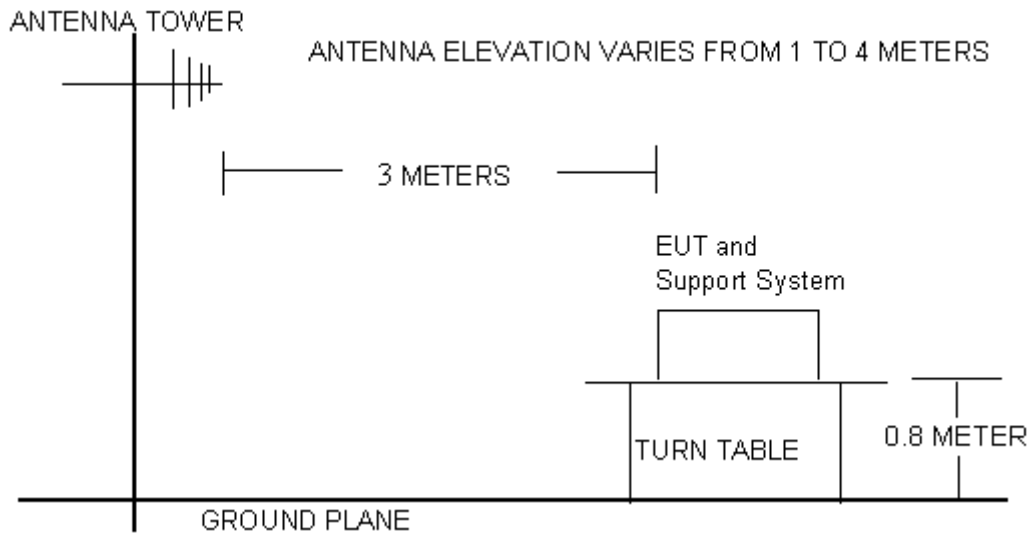 ANTENNA TOWER
ANTENNA ELEVATION VARIES FROM 1 TO 4 METERS
3 METERS
EUT and
Support System
TURN TABLE
0.8 METER
GROUND PLANE